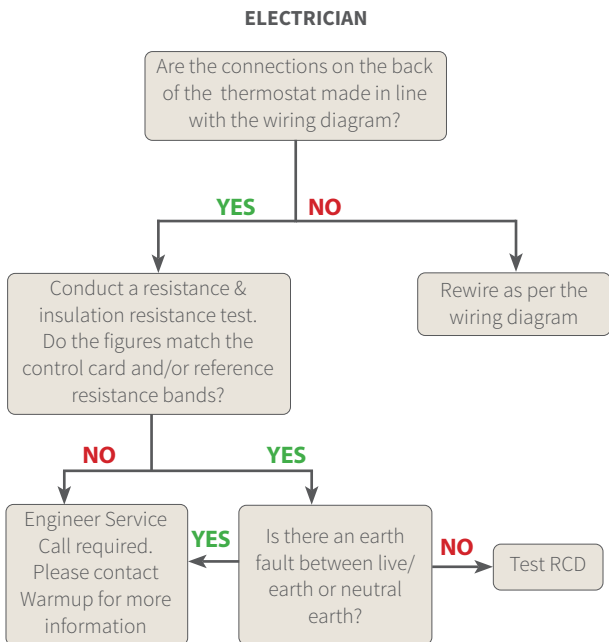 ELECTRICIAN
Are the connections on the back
of the thermostat made in line
with the wiring diagram?
YES
NO
Conduct a resistance &
insulation resistance test.
Do the figures match the
control card and/or reference
resistance bands?
Rewire as per the
wiring diagram
NO
YES
Engineer Service
Call required.
Please contact
Warmup for more
information
YES
Is there an earth
fault between live/
earth or neutral
earth?
NO
Test RCD